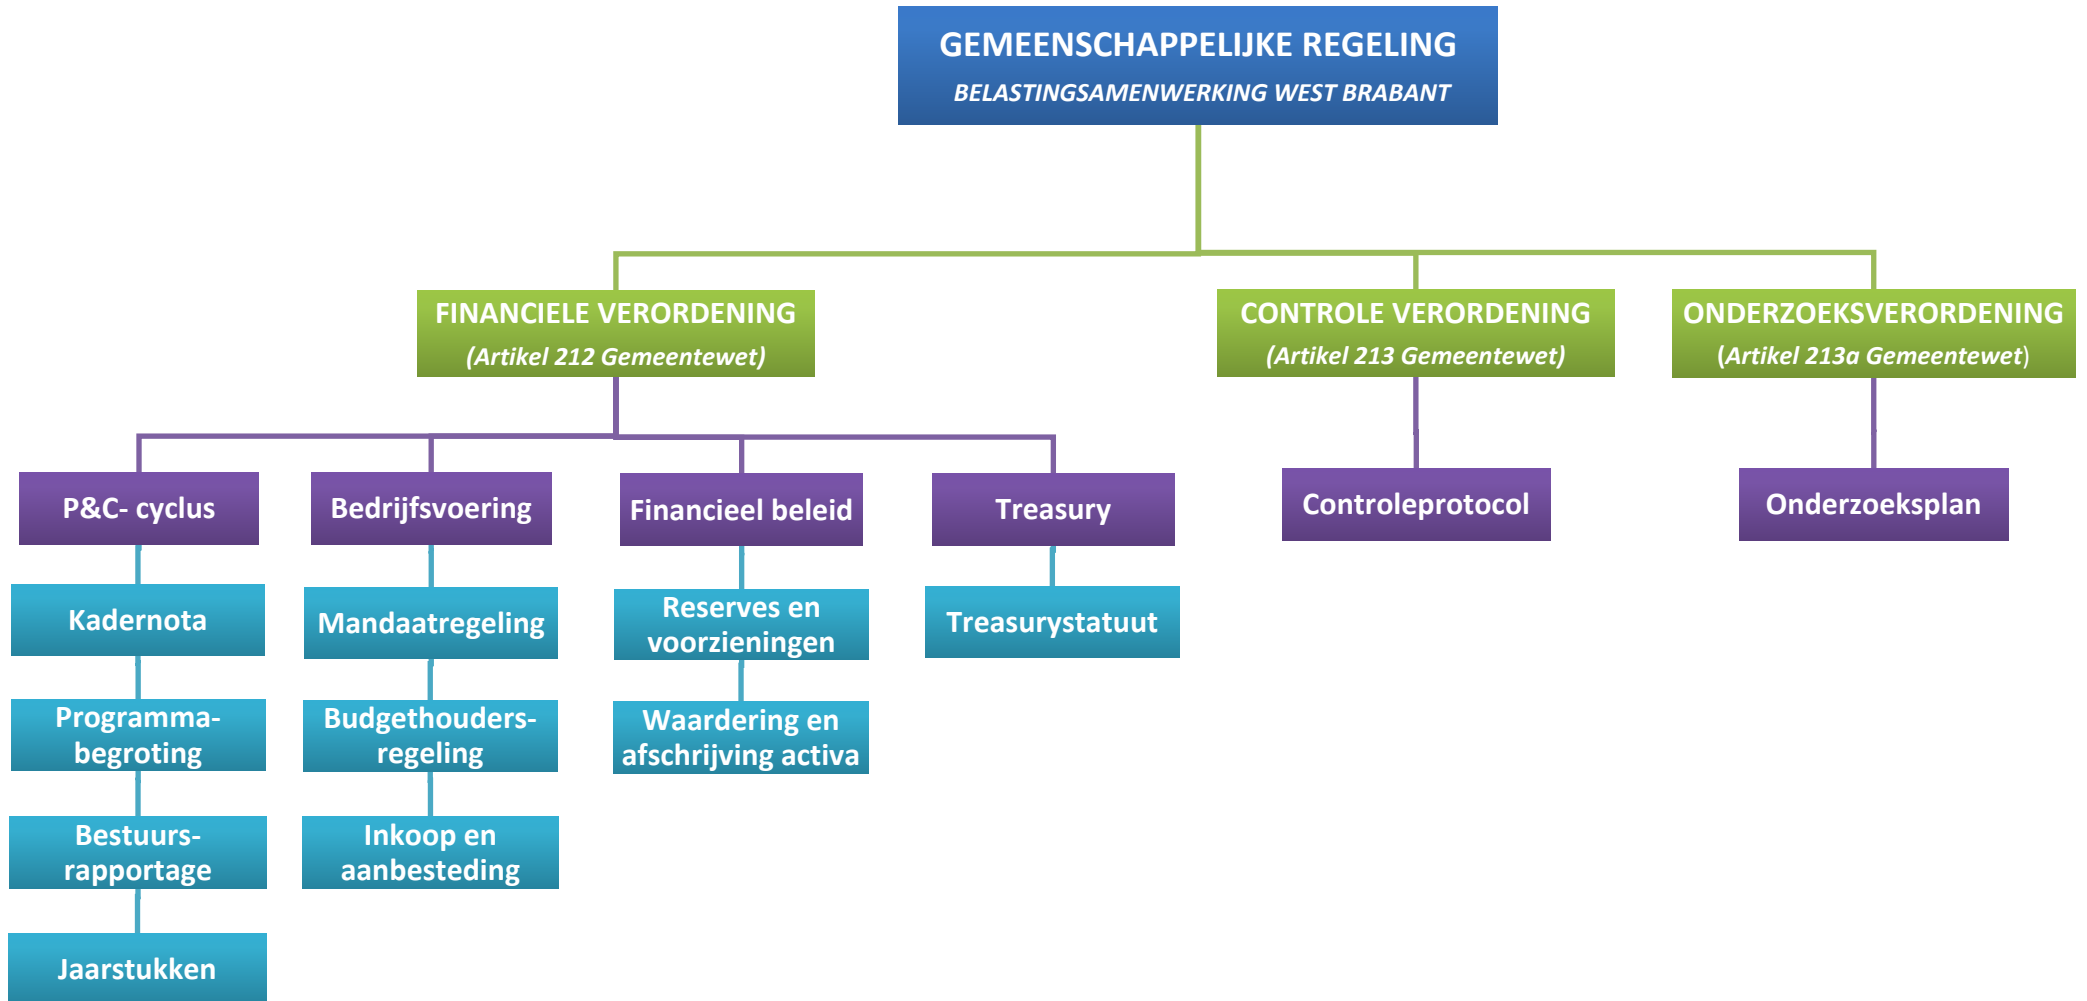 GEMEENSCHAPPELIJKE REGELING
BELASTINGSAMENWERKING WEST BRABANT
FINANCIELE VERORDENING
(Artikel 212 Gemeentewet)
CONTROLE VERORDENING
(Artikel 213 Gemeentewet)
ONDERZOEKSVERORDENING
(Artikel 213a Gemeentewet)
P&C- cyclus
Bedrijfsvoering
Financieel beleid
Treasury
Controleprotocol
Onderzoeksplan
Kadernota
Mandaatregeling
Reserves en
voorzieningen
Treasurystatuut
Programma-
begroting
Budgethouders-
regeling
Waardering en
afschrijving activa
Bestuurs-
rapportage
Inkoop en
aanbesteding
Jaarstukken